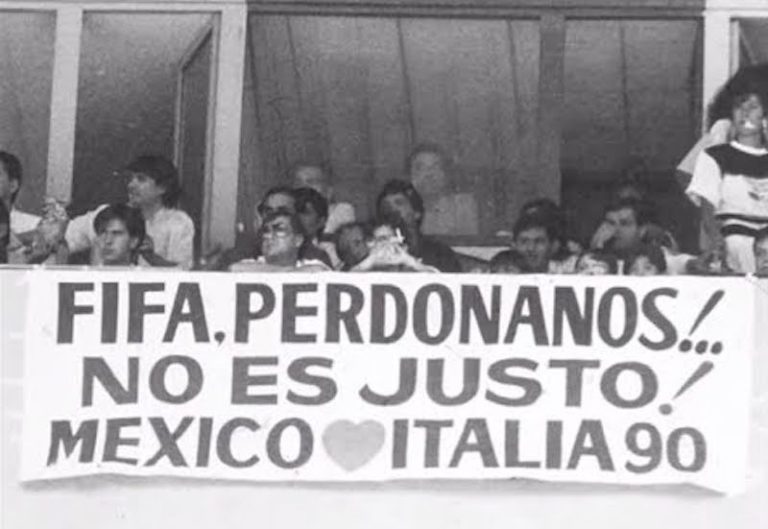 FIFA, PERDONANOS!...
NO ES JUSTO!
MEXICO ♥ ITALIA 90